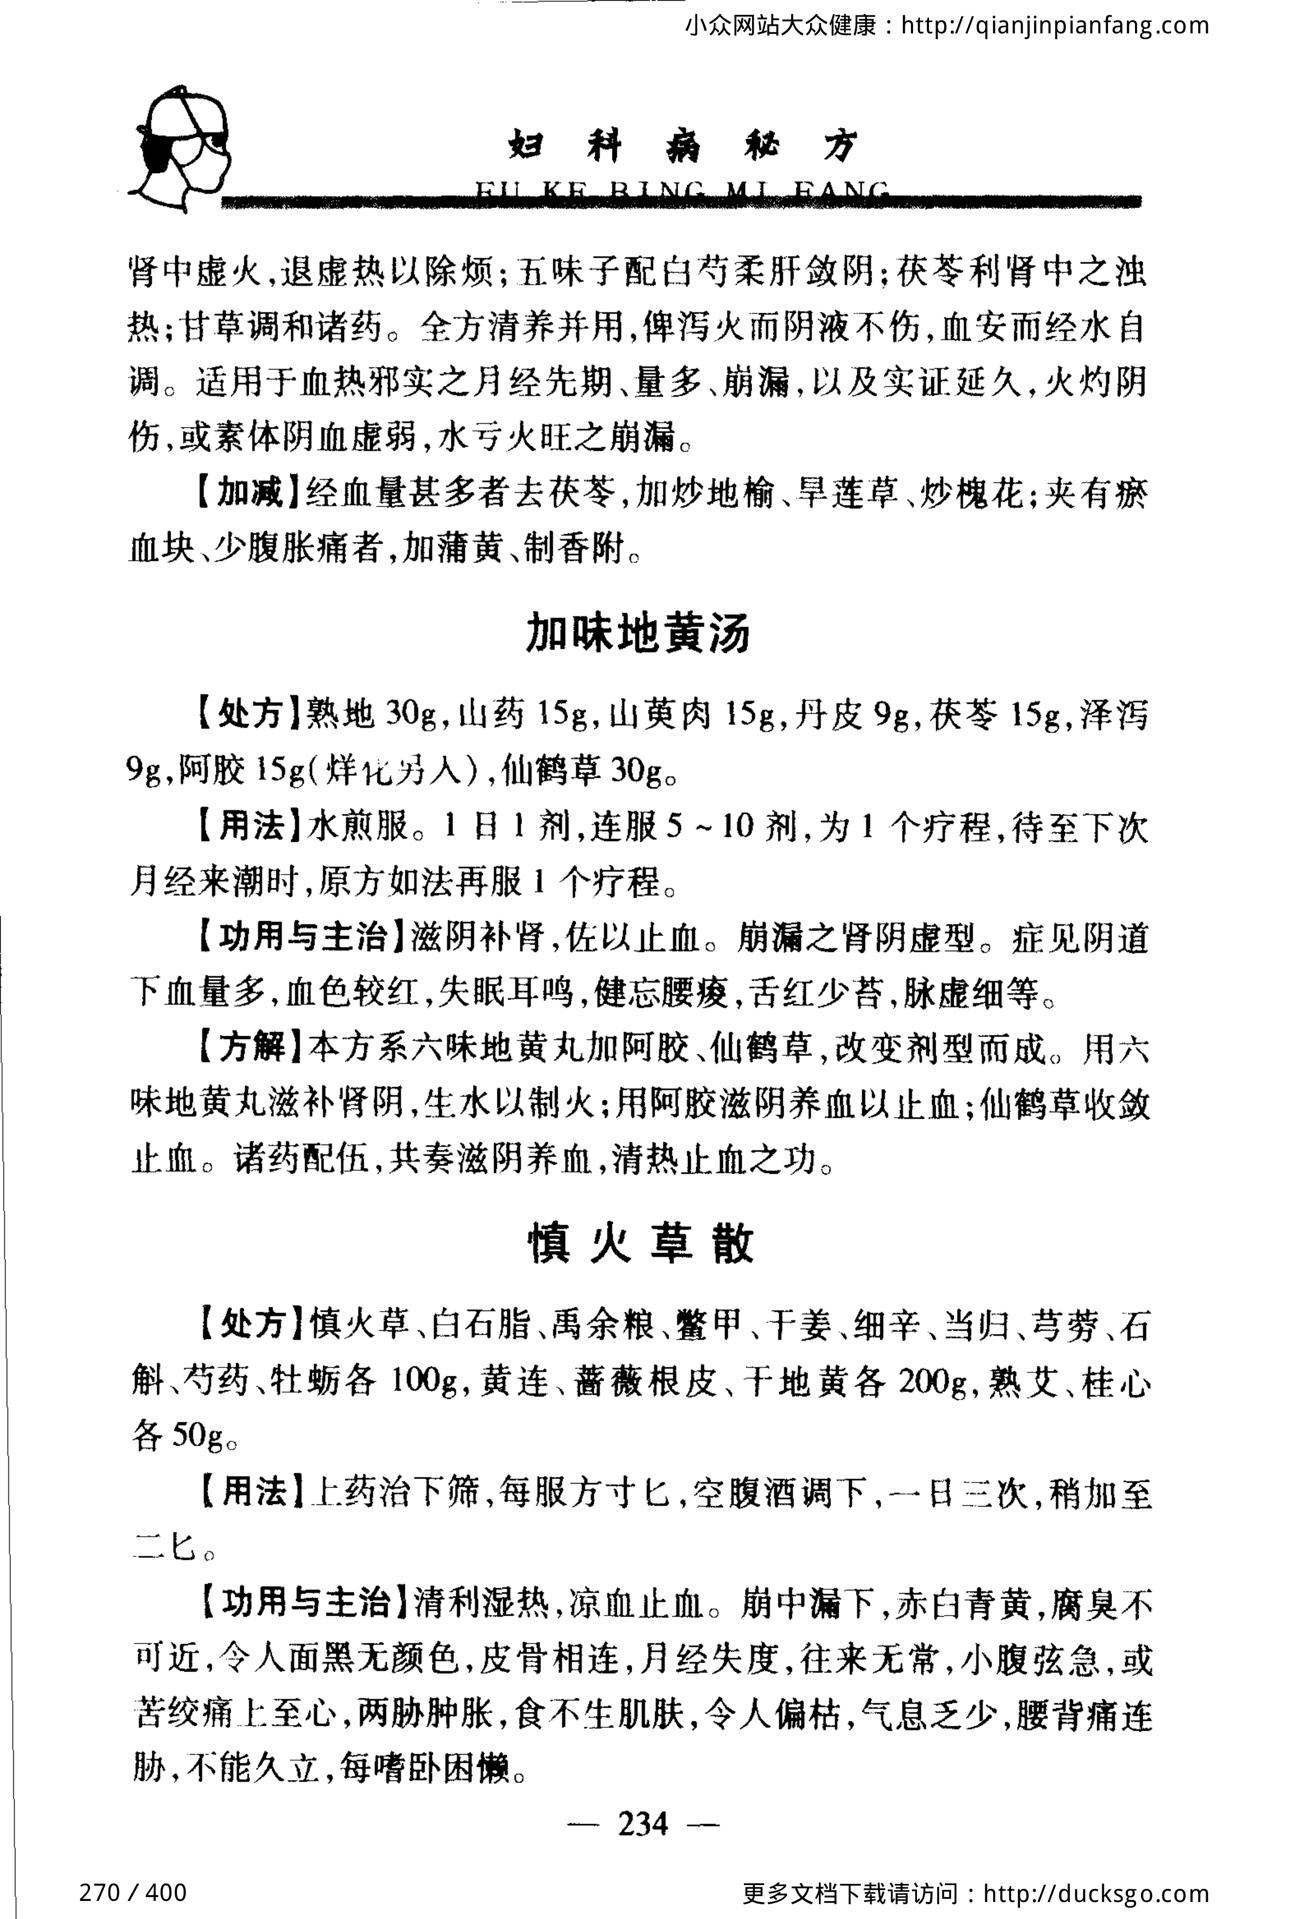 小众网站大众健康：http://qianjinpianfang.com
妇科病秘方
FU KE BING MI FANG
肾中虚火,退虚热以除烦;五味子配白芍柔肝敛阴;茯苓利肾中之浊
热;甘草调和诸药。全方清养并用,俾泻火而阴液不伤,血安而经水自
调。适用于血热邪实之月经先期、量多、崩漏,以及实证延久,火灼阴
伤,或素体阴血虚弱,水亏火旺之崩漏。
【加减】经血量甚多者去茯苓,加炒地榆、旱莲草、炒槐花;夹有瘀
血块、少腹胀痛者,加蒲黄、制香附。
加味地黄汤
【处方】熟地 30g,山药 15g,山萸肉 15g,丹皮 9g,茯苓 15g,泽泻
9g,阿胶 15g(烊化另入),仙鹤草 30g。
【用法】水煎服。1 日 1 剂,连服 5 ~ 10 剂,为 1 个疗程,待至下次
月经来潮时,原方如法再服 1 个疗程。
【功用与主治】滋阴补肾,佐以止血。崩漏之肾阴虚型。症见阴道
下血量多,血色较红,失眠耳鸣,健忘腰痠,舌红少苔,脉虚细等。
【方解】本方系六味地黄丸加阿胶、仙鹤草,改变剂型而成。用六
味地黄丸滋补肾阴,生水以制火;用阿胶滋阴养血以止血;仙鹤草收敛
止血。诸药配伍,共奏滋阴养血,清热止血之功。
慎火草散
【处方】慎火草、白石脂、禹余粮、鳖甲、干姜、细辛、当归、芎䓖、石
斛、芍药、牡蛎各 100g,黄连、蔷薇根皮、干地黄各 200g,熟艾、桂心
各 50g。
【用法】上药治下筛,每服方寸匕,空腹酒调下,一日三次,稍加至
二匕。
【功用与主治】清利湿热,凉血止血。崩中漏下,赤白青黄,腐臭不
可近,令人面黑无颜色,皮骨相连,月经失度,往来无常,小腹弦急,或
苦绞痛上至心,两胁肿胀,食不生肌肤,令人偏枯,气息乏少,腰背痛连
胁,不能久立,每嗜卧困懒。
— 234 —
270 / 400
更多文档下载请访问：http://ducksgo.com